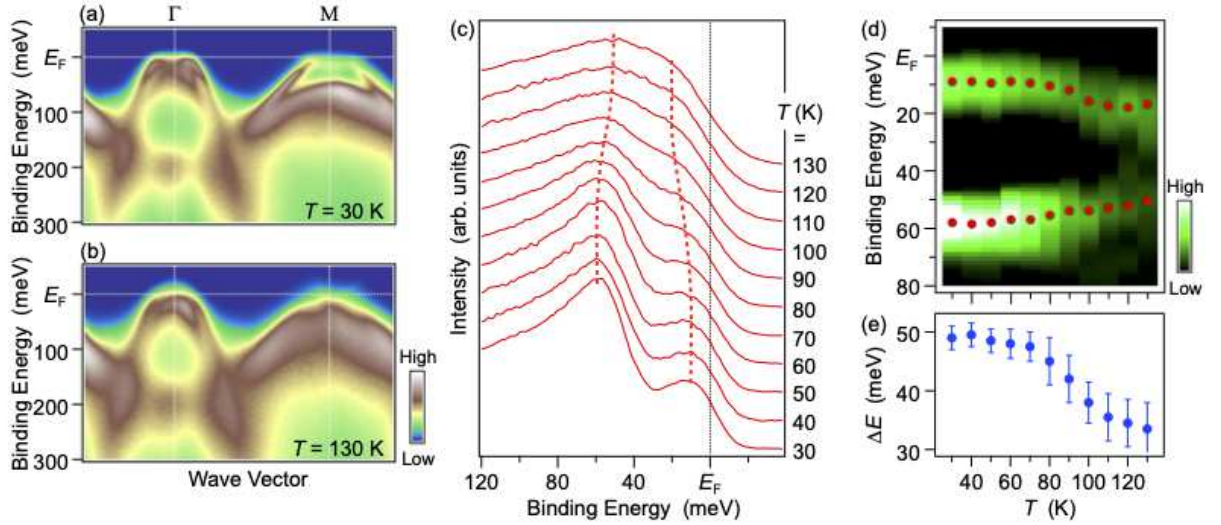 (a)
Γ
M
Binding Energy (meV)
E_F
100
200
300
T = 30 K
(b)
Binding Energy (meV)
E_F
100
200
300
T = 130 K
High
Low
Wave Vector
(c)
Intensity (arb. units)
T (K)
=
130
120
110
100
90
80
70
60
50
40
30
120
80
40
E_F
Binding Energy (meV)
(d)
Binding Energy (meV)
E_F
20
40
60
80
High
Low
(e)
ΔE (meV)
50
40
30
40
60
80
100
120
T (K)